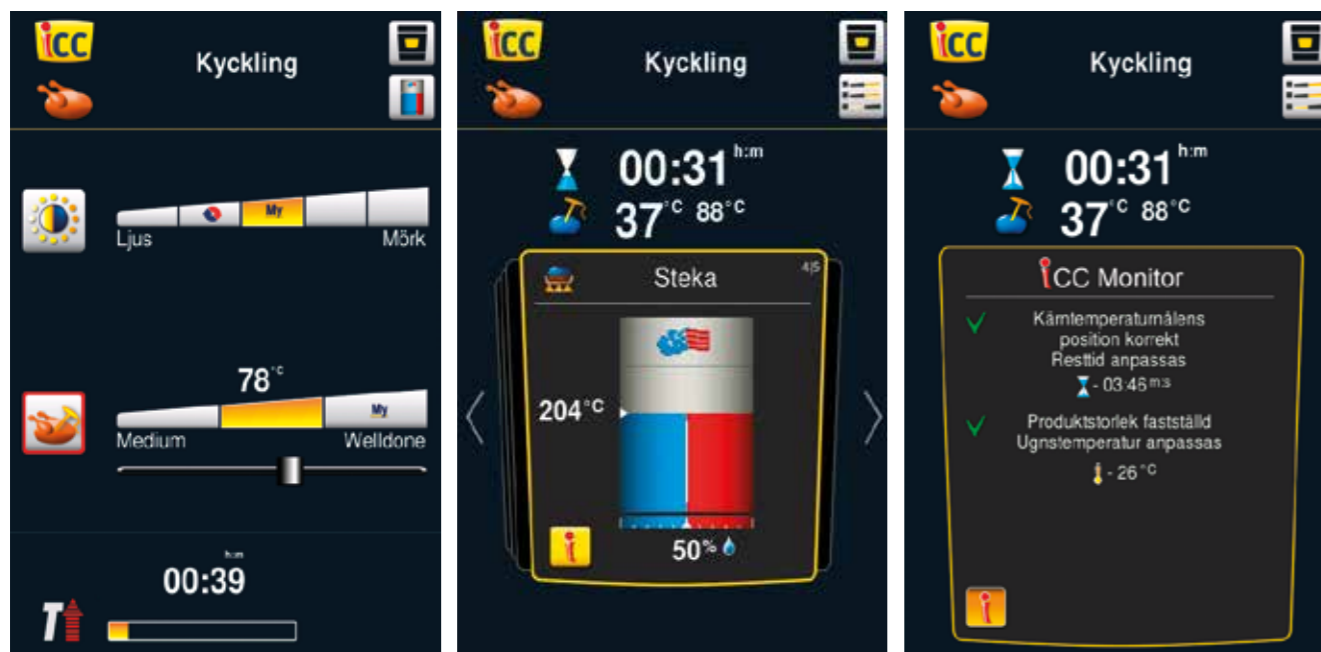 iCC
Kyckling
My
Ljus
Mörk
78°C
My
Medium
Welldone
h:m
00:39
T
iCC
Kyckling
00:31 h:m
37°C 88°C
Steka
4|5
204°C
i
50%
iCC
Kyckling
00:31 h:m
37°C 88°C
iCC Monitor
Kärntemperaturnålens
position korrekt
Resttid anpassas
- 03:46 m:s
Produktstorlek fastställd
Ugnstemperatur anpassas
- 26 °C
i